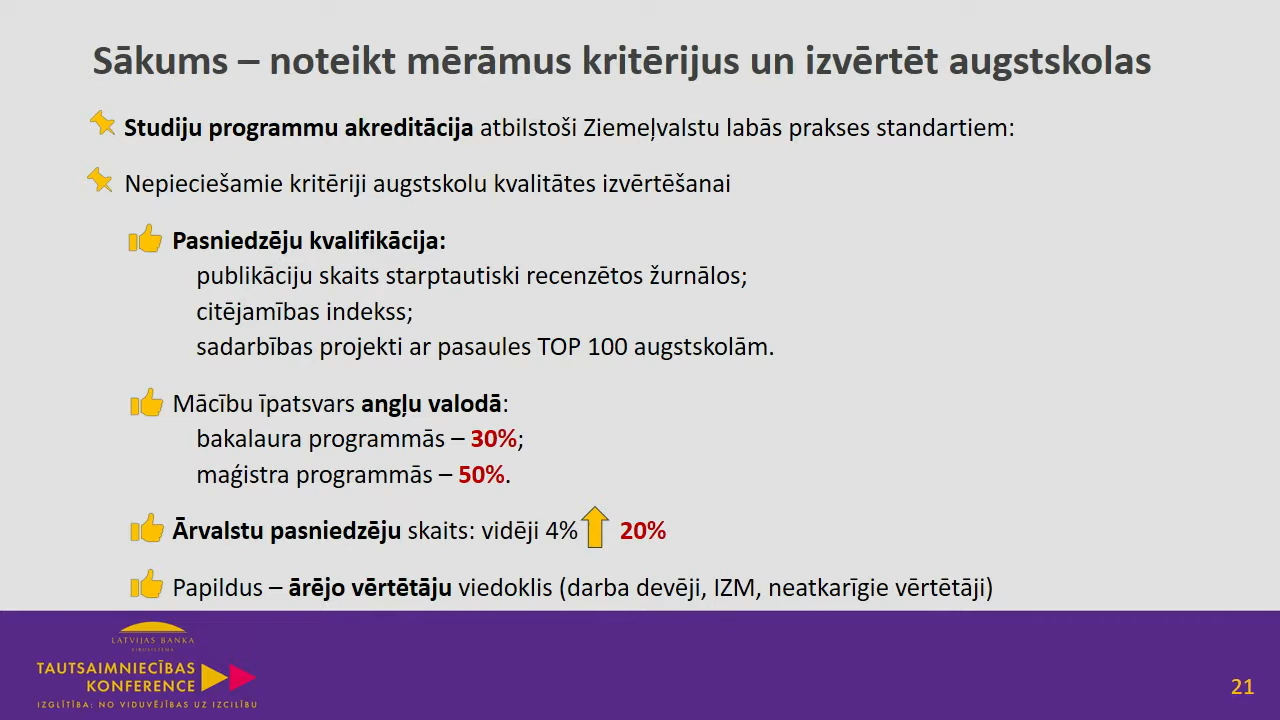 Sākums – noteikt mērāmus kritērijus un izvērtēt augstskolas
Studiju programmu akreditācija atbilstoši Ziemeļvalstu labās prakses standartiem:
Nepieciešamie kritēriji augstskolu kvalitātes izvērtēšanai
Pasniedzēju kvalifikācija:
publikāciju skaits starptautiski recenzētos žurnālos;
citējamības indekss;
sadarbības projekti ar pasaules TOP 100 augstskolām.
Mācību īpatsvars angļu valodā:
bakalaura programmās – 30%;
maģistra programmās – 50%.
Ārvalstu pasniedzēju skaits: vidēji 4% 20%
Papildus – ārējo vērtētāju viedoklis (darba devēji, IZM, neatkarīgie vērtētāji)
LATVIJAS BANKA
EIROSISTĒMA
TAUTSAIMNIECĪBAS
KONFERENCE
IZGLĪTĪBA: NO VIDUVĒJĪBAS UZ IZCILĪBU
21